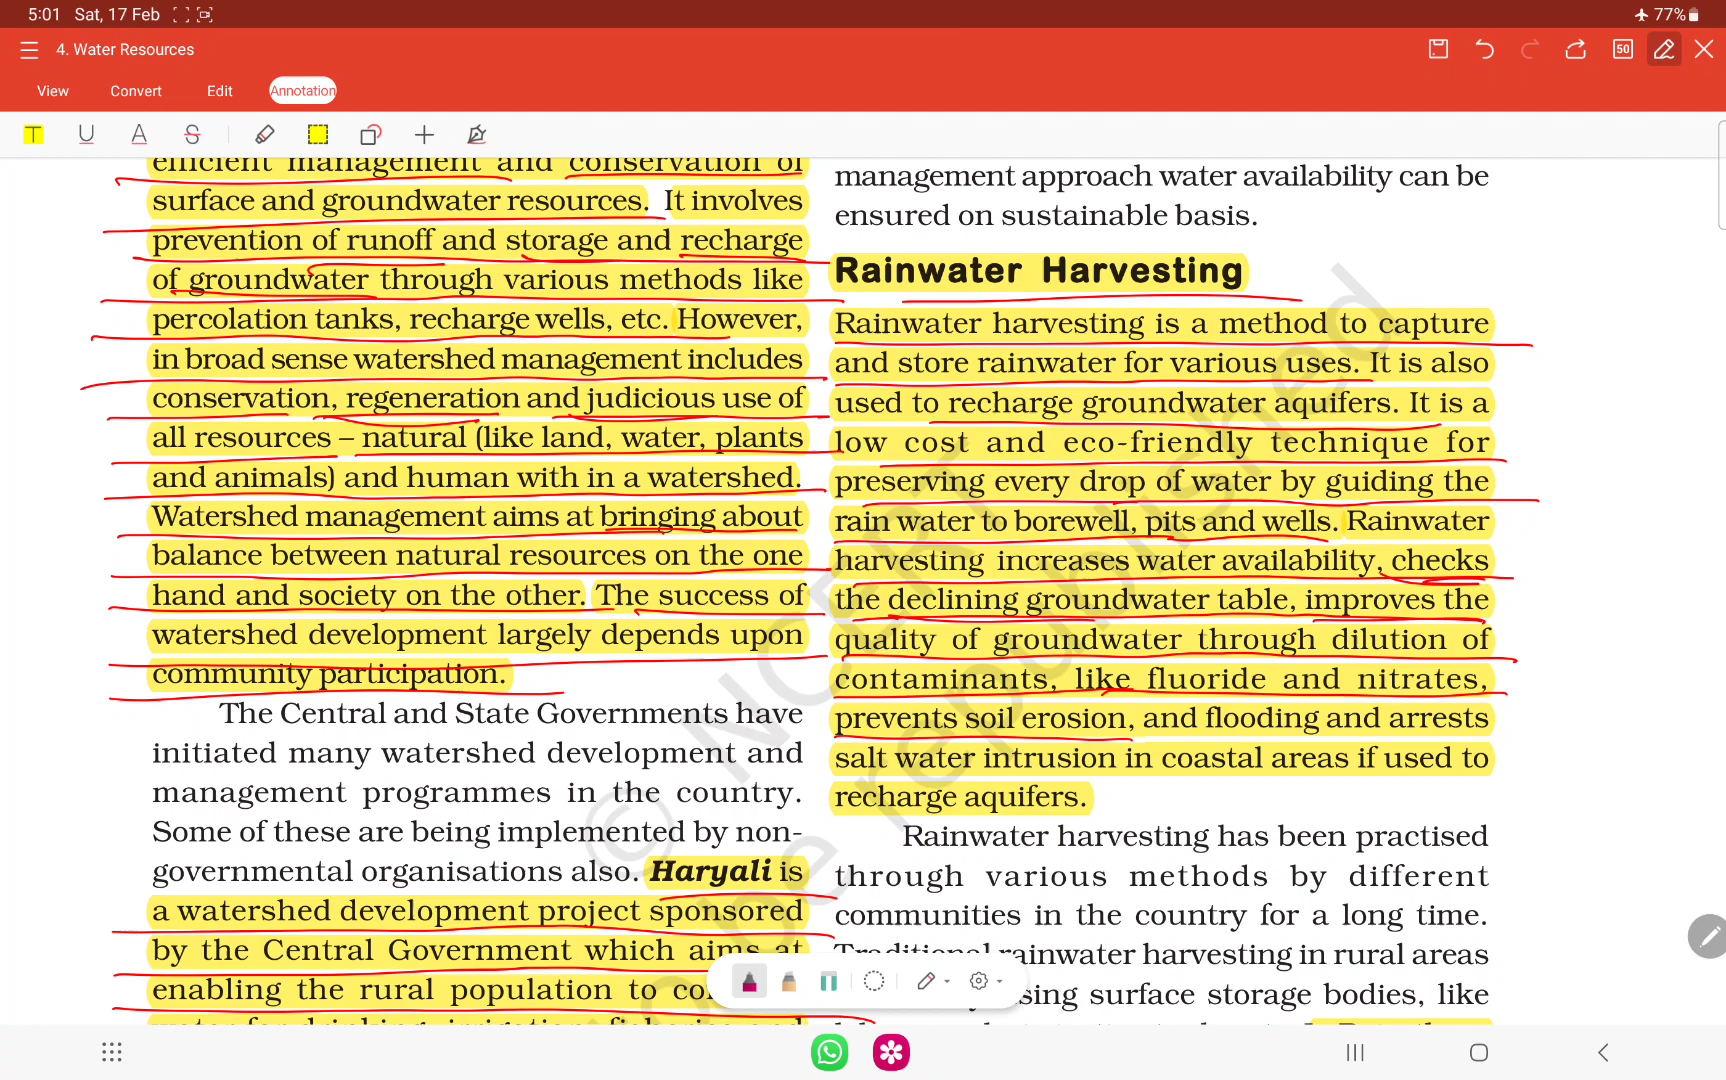 5:01 Sat, 17 Feb
77%
4. Water Resources
50
View Convert Edit Annotation
efficient management and conservation of
surface and groundwater resources. It involves
prevention of runoff and storage and recharge
of groundwater through various methods like
percolation tanks, recharge wells, etc. However,
in broad sense watershed management includes
conservation, regeneration and judicious use of
all resources – natural (like land, water, plants
and animals) and human with in a watershed.
Watershed management aims at bringing about
balance between natural resources on the one
hand and society on the other. The success of
watershed development largely depends upon
community participation.
The Central and State Governments have
initiated many watershed development and
management programmes in the country.
Some of these are being implemented by non-
governmental organisations also. Haryali is
a watershed development project sponsored
by the Central Government which aims at
enabling the rural population to
water for drinking, irrigation, fisheries and
management approach water availability can be
ensured on sustainable basis.
Rainwater Harvesting
Rainwater harvesting is a method to capture
and store rainwater for various uses. It is also
used to recharge groundwater aquifers. It is a
low cost and eco-friendly technique for
preserving every drop of water by guiding the
rain water to borewell, pits and wells. Rainwater
harvesting increases water availability, checks
the declining groundwater table, improves the
quality of groundwater through dilution of
contaminants, like fluoride and nitrates,
prevents soil erosion, and flooding and arrests
salt water intrusion in coastal areas if used to
recharge aquifers.
Rainwater harvesting has been practised
through various methods by different
communities in the country for a long time.
Traditional rainwater harvesting in rural areas
surface storage bodies, like
© NCERT
be republished